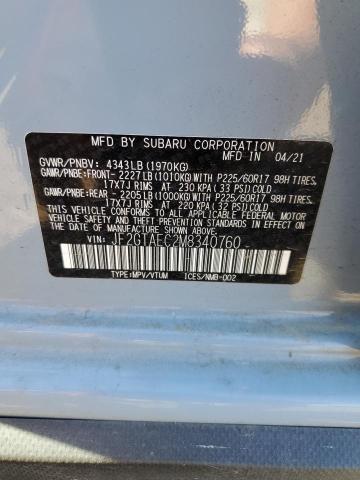 MFD BY SUBARU CORPORATION
GVWR/PNBV: 4343LB (1970KG) MFD IN 04/21
GAWR/PNBE:FRONT- 2227LB(1010KG)WITH P225/60R17 98H TIRES,
17X7J RIMS AT 230 KPA(33 PSI)COLD
GAWR/PNBE:REAR - 2205LB(1000KG)WITH P225/60R17 98H TIRES,
17X7J RIMS AT 220 KPA(32 PSI)COLD
THIS VEHICLE CONFORMS TO ALL APPLICABLE FEDERAL MOTOR
VEHICLE SAFETY, BUMPER, AND THEFT PREVENTION STANDARDS
IN EFFECT ON THE DATE OF MANUFACTURE SHOWN ABOVE.
VIN: JF2GTAEC2M8340760
TYPE:MPV/VTUM ICES/NMB-002